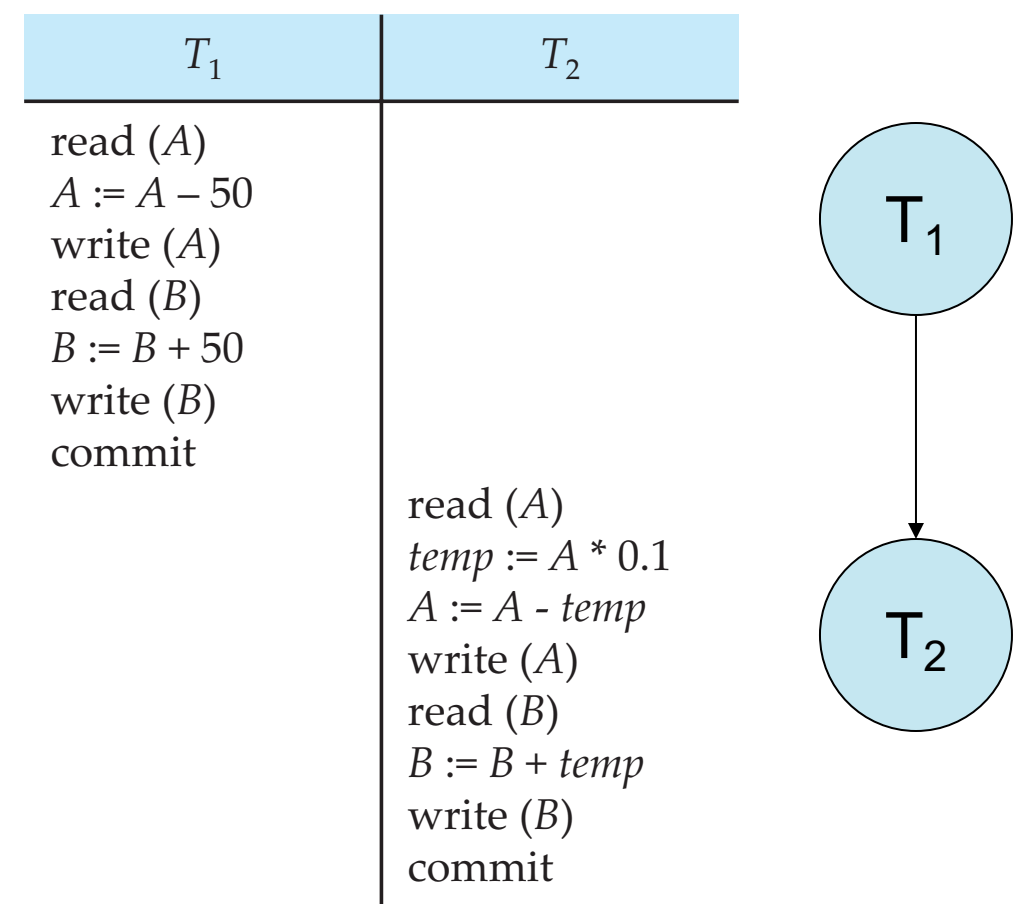 T₁ T₂
read (A)
A := A – 50
write (A)
read (B)
B := B + 50
write (B)
commit
read (A)
temp := A * 0.1
A := A - temp
write (A)
read (B)
B := B + temp
write (B)
commit
T₁
T₂